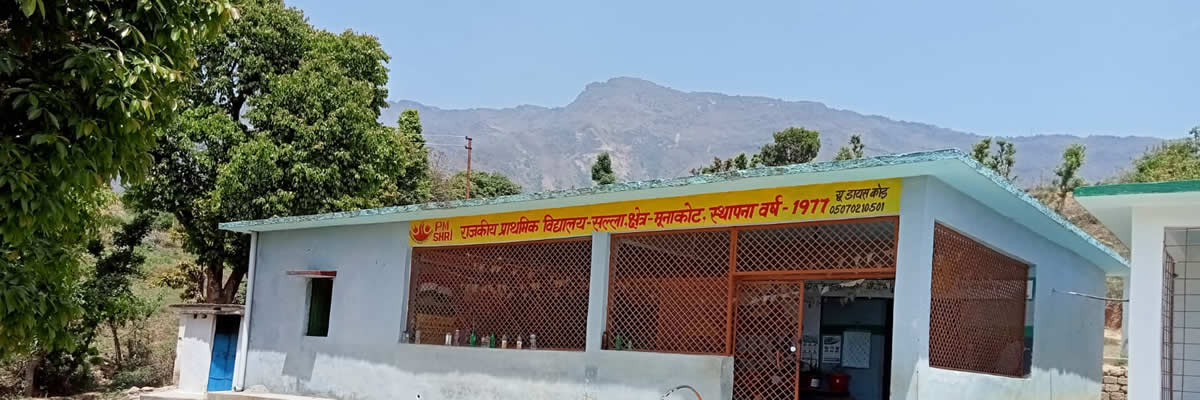 PM SHRI
राजकीय प्राथमिक विद्यालय-सल्ला, क्षेत्र-मूनाकोट, स्थापना वर्ष-1977
यू डायस कोड
05070210501